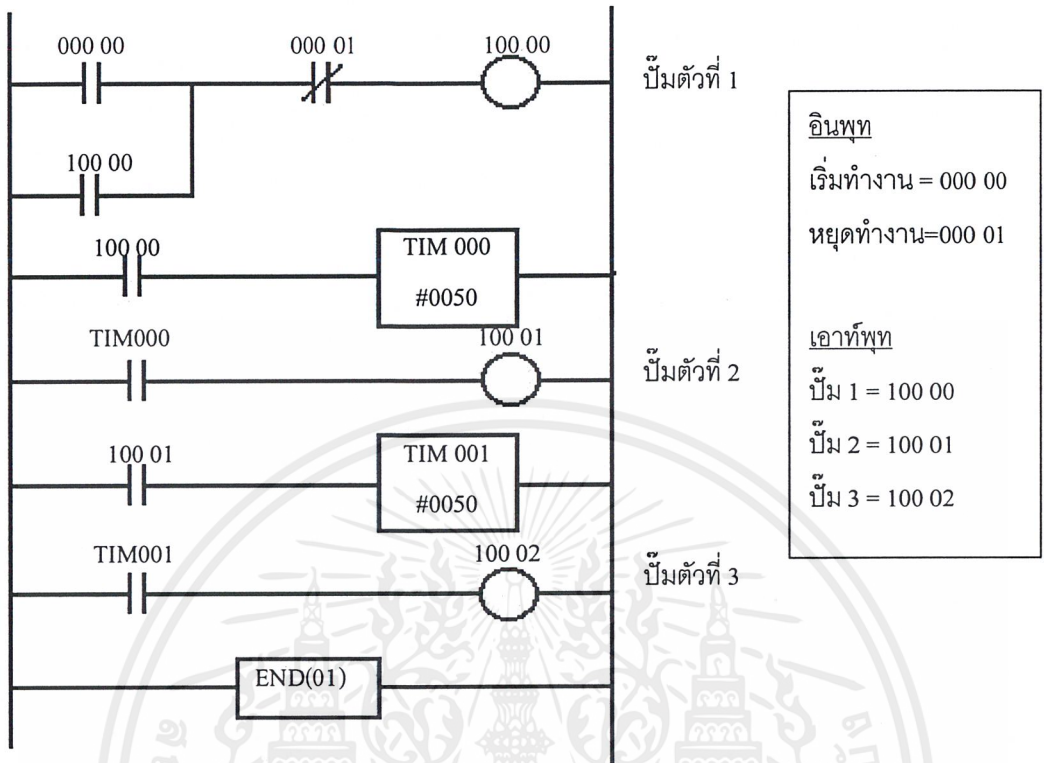 000 00
000 01
100 00
ปั๊มตัวที่ 1
100 00
100 00
TIM 000
#0050
TIM000
100 01
ปั๊มตัวที่ 2
100 01
TIM 001
#0050
TIM001
100 02
ปั๊มตัวที่ 3
END(01)
อินพุท
เริ่มทำงาน = 000 00
หยุดทำงาน=000 01
เอาท์พุท
ปั๊ม 1 = 100 00
ปั๊ม 2 = 100 01
ปั๊ม 3 = 100 02